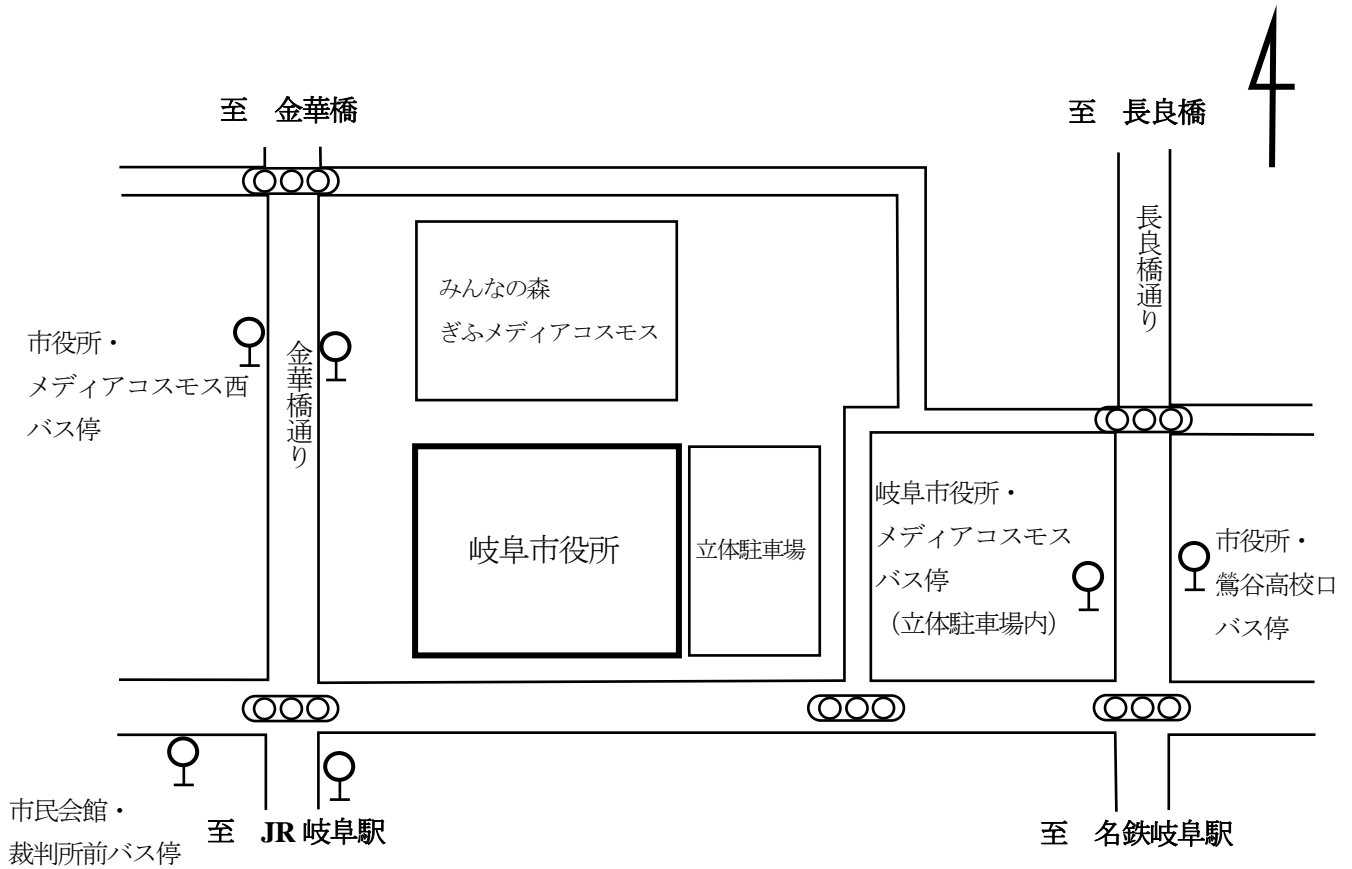 至　金華橋
至　長良橋
長良橋通り
みんなの森
ぎふメディアコスモス
市役所・
メディアコスモス西
バス停
金華橋通り
岐阜市役所
立体駐車場
岐阜市役所・
メディアコスモス
バス停
（立体駐車場内）
市役所・
鶯谷高校口
バス停
市民会館・
裁判所前バス停
至　JR 岐阜駅
至　名鉄岐阜駅